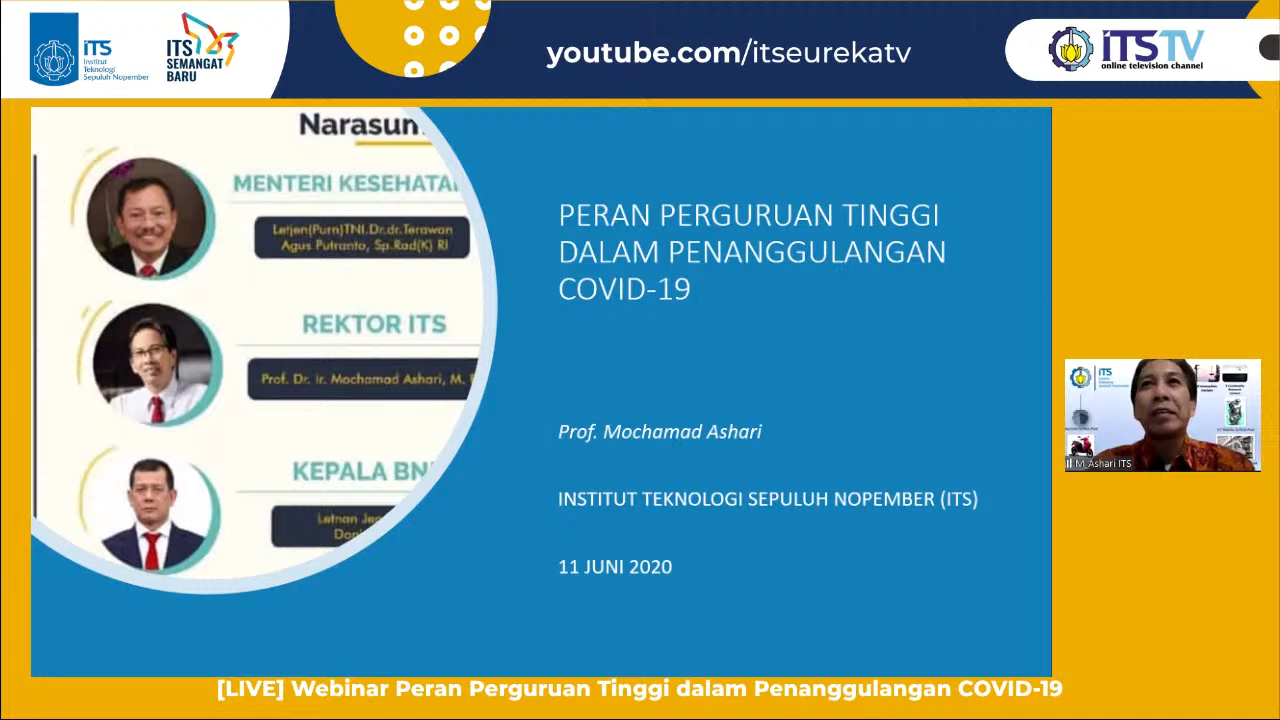 ITS
Institut
Teknologi
Sepuluh Nopember
ITS
SEMANGAT
BARU
youtube.com/itseurekatv
iTSTV
online television channel
MENTERI KESEHATAN
Letjen(Purn)TNI.Dr.dr.Terawan
Agus Putranto, Sp.Rad(K) RI
REKTOR ITS
Prof. Dr. Ir. Mochamad Ashari, M.
KEPALA
Letnan
PERAN PERGURUAN TINGGI
DALAM PENANGGULANGAN
COVID-19
Prof. Mochamad Ashari
INSTITUT TEKNOLOGI SEPULUH NOPEMBER (ITS)
11 JUNI 2020
ITS
M.Ashari ITS
[LIVE] Webinar Peran Perguruan Tinggi dalam Penanggulangan COVID-19